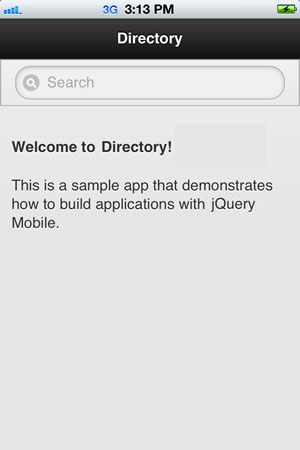 3G 3:13 PM
Directory
Search
Welcome to Directory!
This is a sample app that demonstrates
how to build applications with jQuery
Mobile.